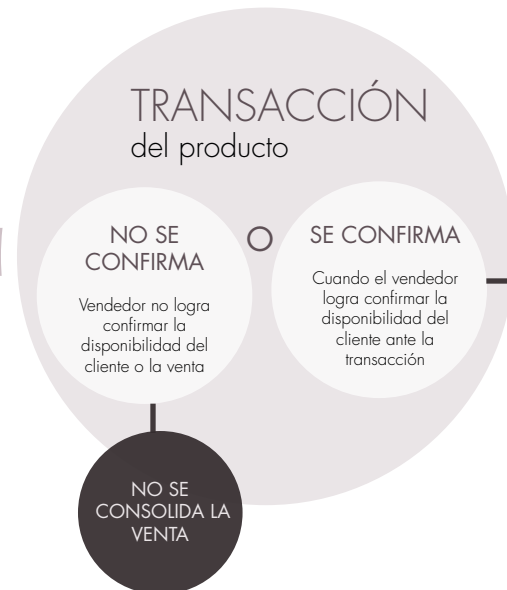 TRANSACCIÓN
del producto
NO SE
CONFIRMA
Vendedor no logra
confirmar la
disponibilidad del
cliente o la venta
O
SE CONFIRMA
Cuando el vendedor
logra confirmar la
disponibilidad del
cliente ante la
transacción
NO SE
CONSOLIDA LA
VENTA